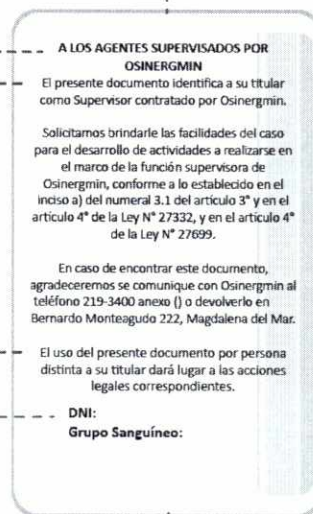 A LOS AGENTES SUPERVISADOS POR
OSINERGMIN
El presente documento identifica a su titular
como Supervisor contratado por Osinergmin.
Solicitamos brindarle las facilidades del caso
para el desarrollo de actividades a realizarse en
el marco de la función supervisora de
Osinergmin, conforme a lo establecido en el
inciso a) del numeral 3.1 del artículo 3° y en el
artículo 4° de la Ley N° 27332, y en el artículo 4°
de la Ley N° 27699.
En caso de encontrar este documento,
agradeceremos se comunique con Osinergmin al
teléfono 219-3400 anexo () o devolverlo en
Bernardo Monteagudo 222, Magdalena del Mar.
El uso del presente documento por persona
distinta a su titular dará lugar a las acciones
legales correspondientes.
DNI:
Grupo Sanguíneo: